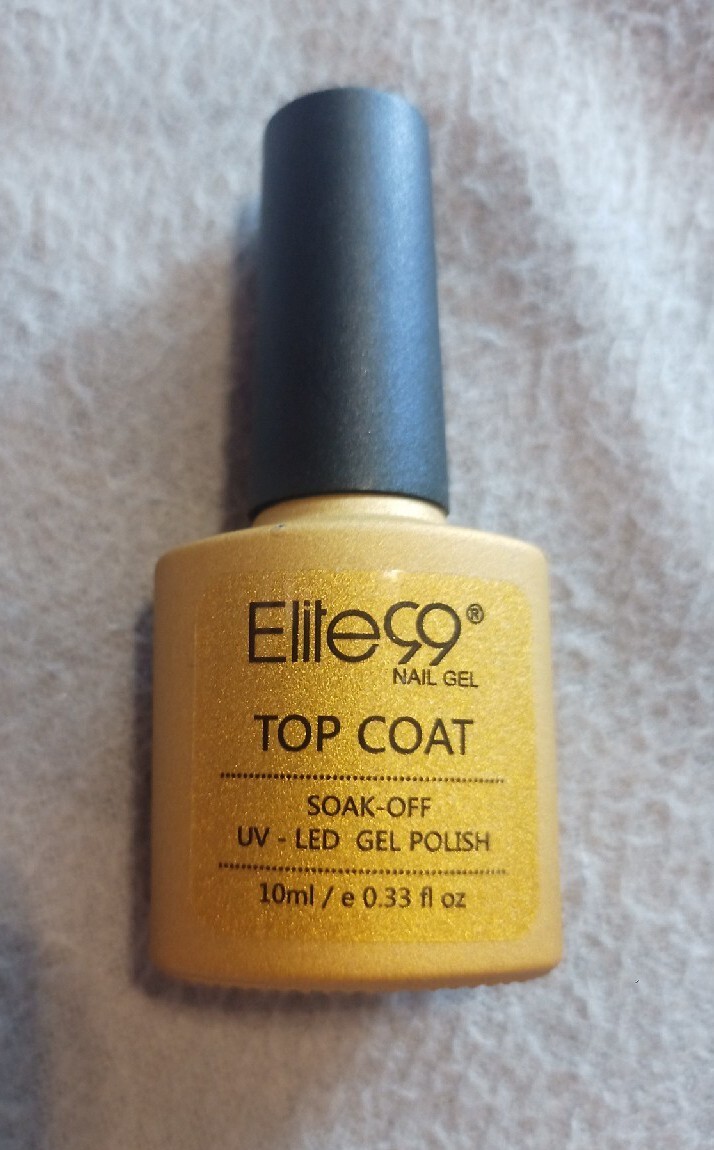 Elite99®
NAIL GEL
TOP COAT
SOAK-OFF
UV - LED GEL POLISH
10ml / e 0.33 fl oz